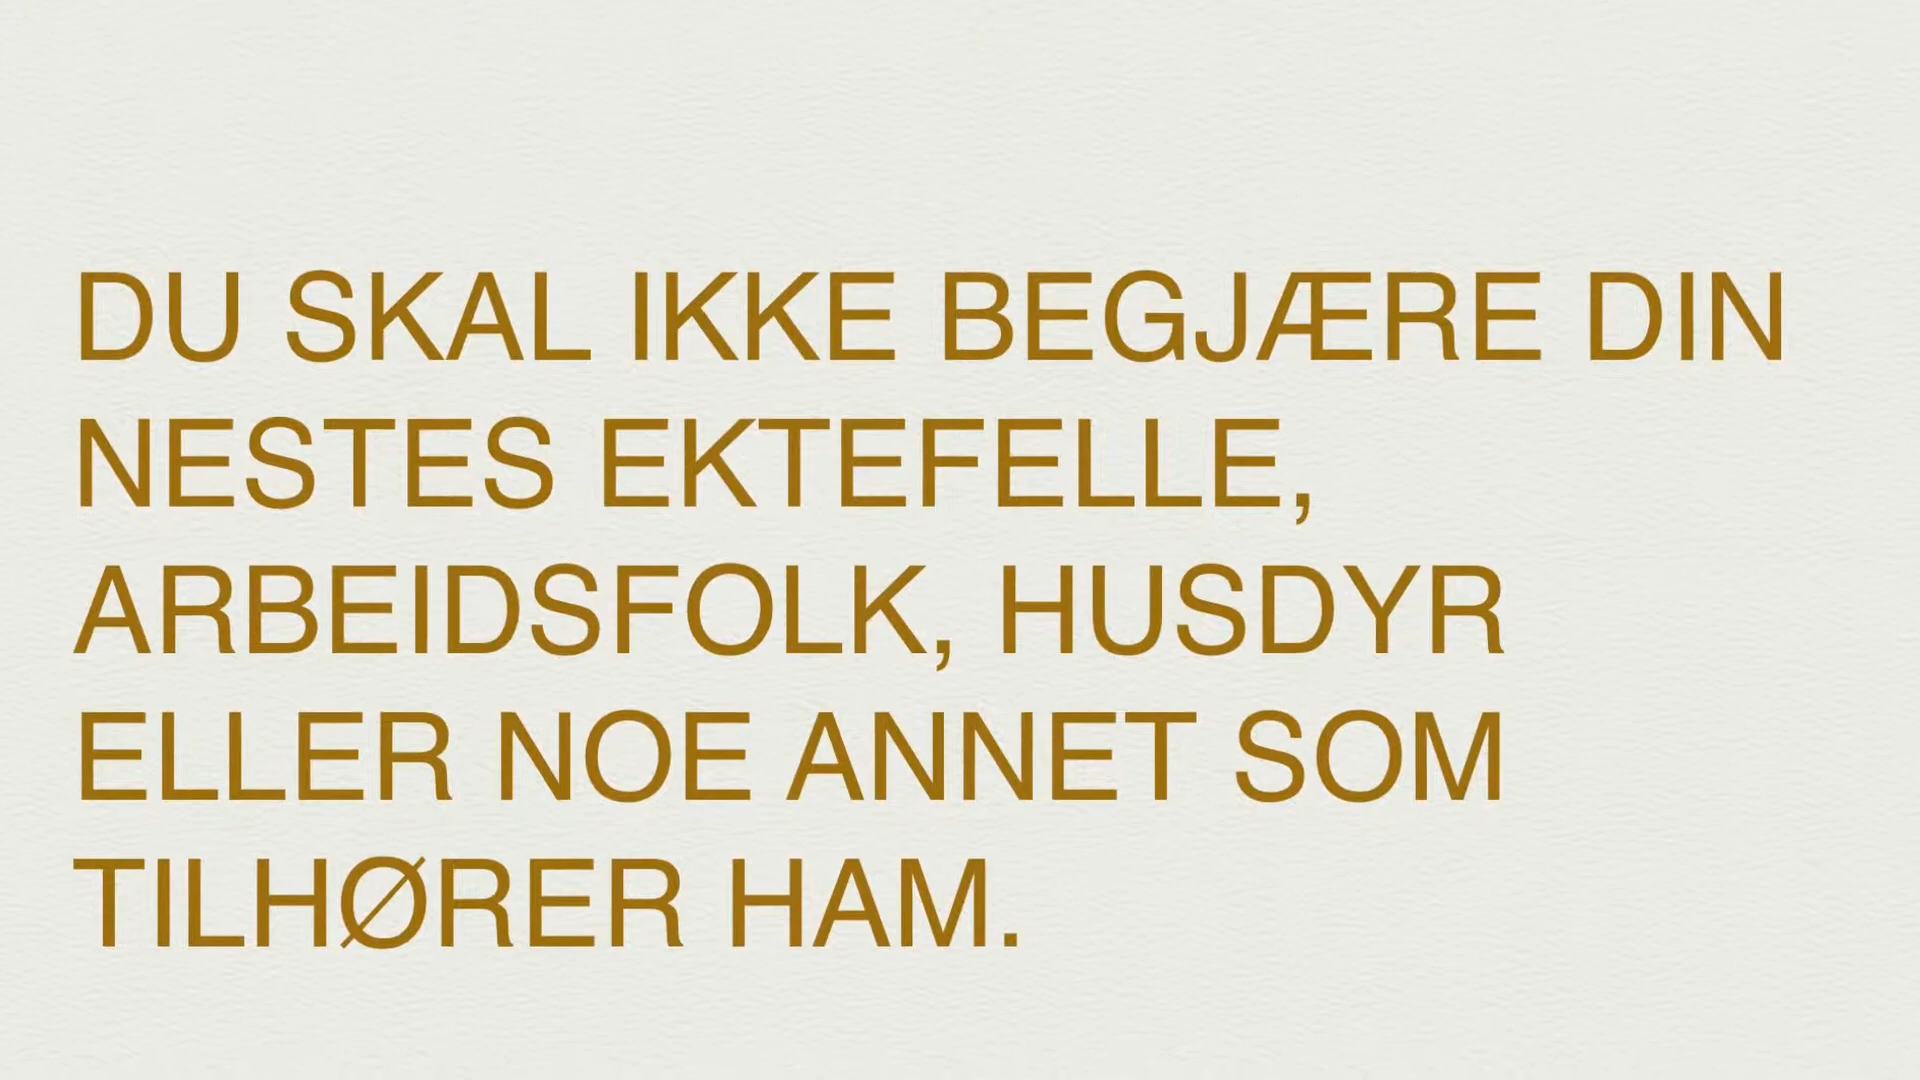 DU SKAL IKKE BEGJÆRE DIN
NESTES EKTEFELLE,
ARBEIDSFOLK, HUSDYR
ELLER NOE ANNET SOM
TILHØRER HAM.